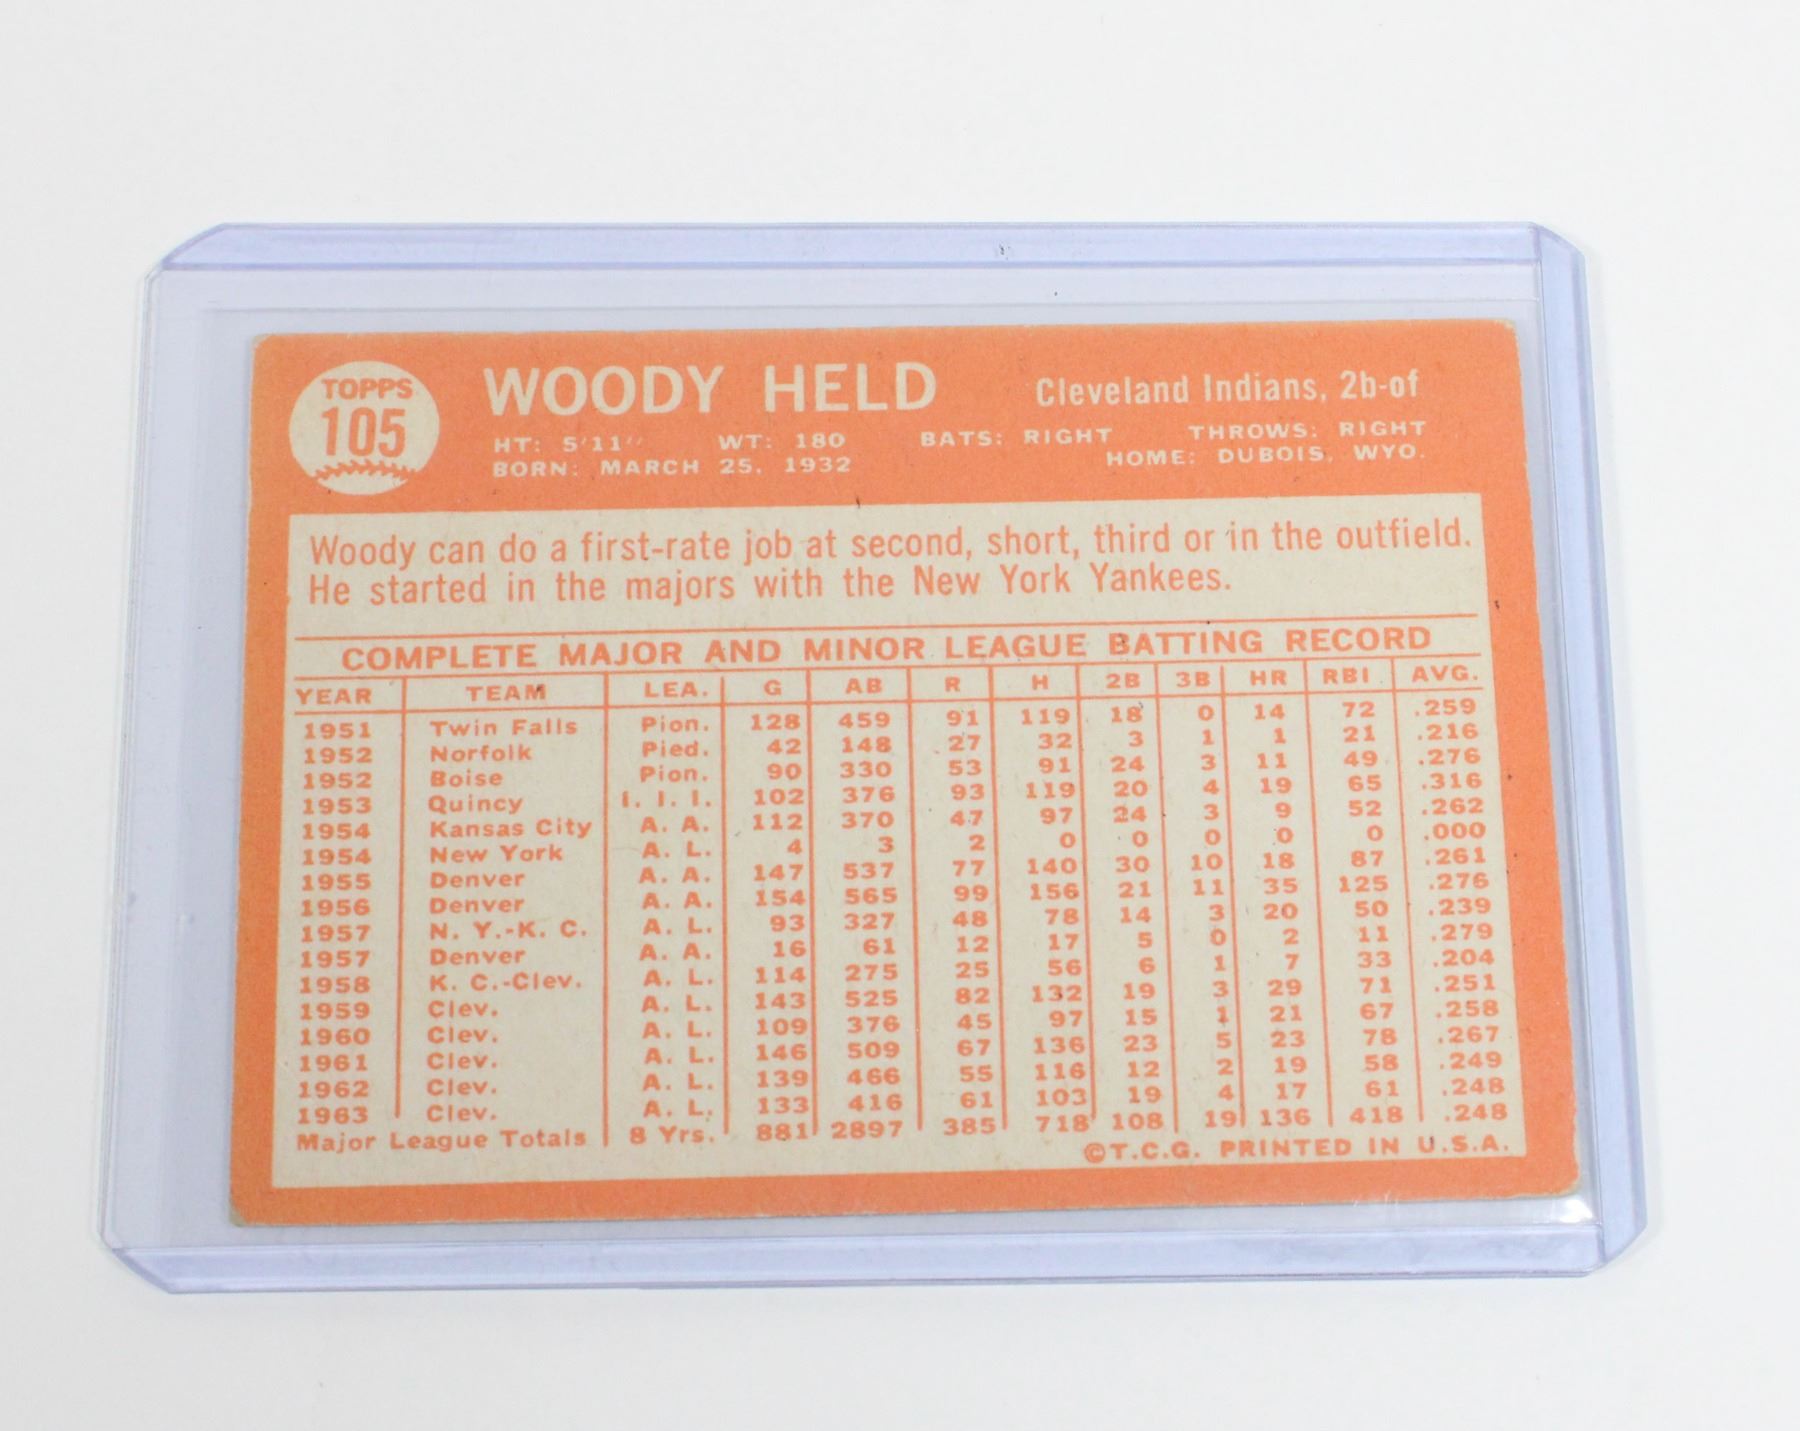 TOPPS
105
WOODY HELD Cleveland Indians, 2b-of
HT: 5'11" WT: 180 BATS: RIGHT THROWS: RIGHT
BORN: MARCH 25, 1932 HOME: DUBOIS, WYO.
Woody can do a first-rate job at second, short, third or in the outfield.
He started in the majors with the New York Yankees.
COMPLETE MAJOR AND MINOR LEAGUE BATTING RECORD
YEAR TEAM LEA. G AB R H 2B 3B HR RBI AVG.
1951 Twin Falls Pion. 128 459 91 119 18 0 14 72 .259
1952 Norfolk Pied. 42 148 27 32 3 1 1 21 .216
1952 Boise Pion. 90 330 53 91 24 3 11 49 .276
1953 Quincy I. I. I. 102 376 93 119 20 4 19 65 .316
1954 Kansas City A. A. 112 370 47 97 24 3 9 52 .262
1954 New York A. L. 4 3 2 0 0 0 0 0 .000
1955 Denver A. A. 147 537 77 140 30 10 18 87 .261
1956 Denver A. A. 154 565 99 156 21 11 35 125 .276
1957 N. Y.-K. C. A. L. 93 327 48 78 14 3 20 50 .239
1957 Denver A. A. 16 61 12 17 5 0 2 11 .279
1958 K. C.-Clev. A. L. 114 275 25 56 6 1 7 33 .204
1959 Clev. A. L. 143 525 82 132 19 3 29 71 .251
1960 Clev. A. L. 109 376 45 97 15 1 21 67 .258
1961 Clev. A. L. 146 509 67 136 23 5 23 78 .267
1962 Clev. A. L. 139 466 55 116 12 2 19 58 .249
1963 Clev. A. L. 133 416 61 103 19 4 17 61 .248
Major League Totals 8 Yrs. 881 2897 385 718 108 19 136 418 .248
©T.C.G. PRINTED IN U.S.A.